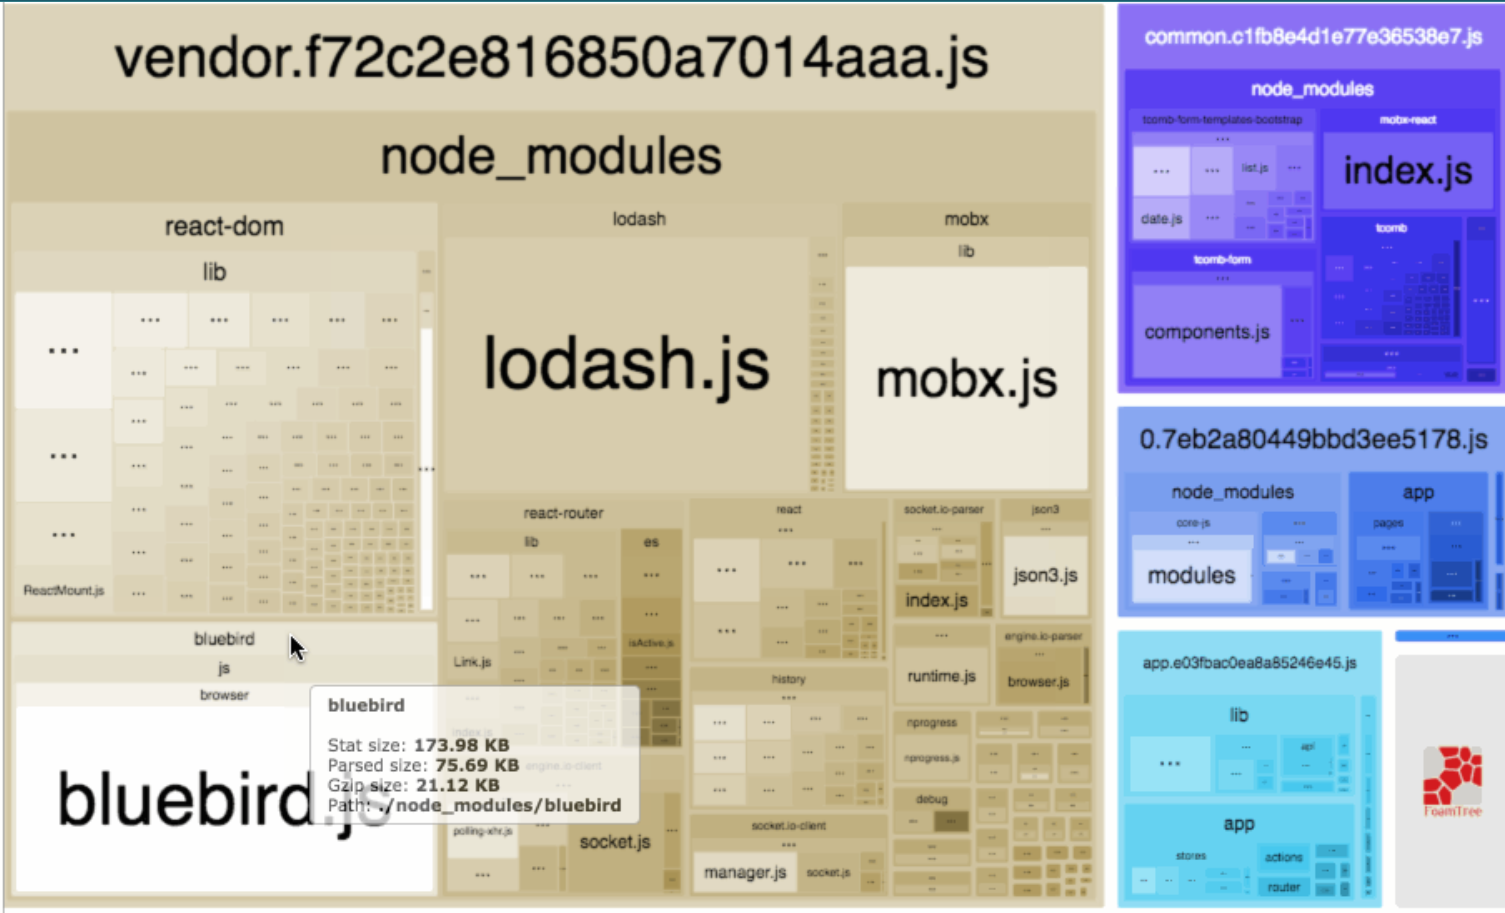 vendor.f72c2e816850a7014aaa.js
node_modules
react-dom
lib
ReactMount.js
lodash
lodash.js
mobx
lib
mobx.js
bluebird
js
browser
bluebird.js
react-router
lib
es
isActive.js
Link.js
index.js
react
history
socket.io-parser
index.js
json3
json3.js
runtime.js
engine.io-parser
browser.js
nprogress
nprogress.js
debug
engine.io-client
polling-xhr.js
socket.js
socket.io-client
manager.js
socket.js
bluebird
Stat size: 173.98 KB
Parsed size: 75.69 KB
Gzip size: 21.12 KB
Path: ./node_modules/bluebird
common.c1fb8e4d1e77e36538e7.js
node_modules
tcomb-form-templates-bootstrap
list.js
date.js
mobx-react
index.js
tcomb-form
components.js
tcomb
0.7eb2a80449bbd3ee5178.js
node_modules
core-js
modules
app
pages
app.e03fbac0ea8a85246e45.js
lib
api
app
stores
actions
router
FoamTree